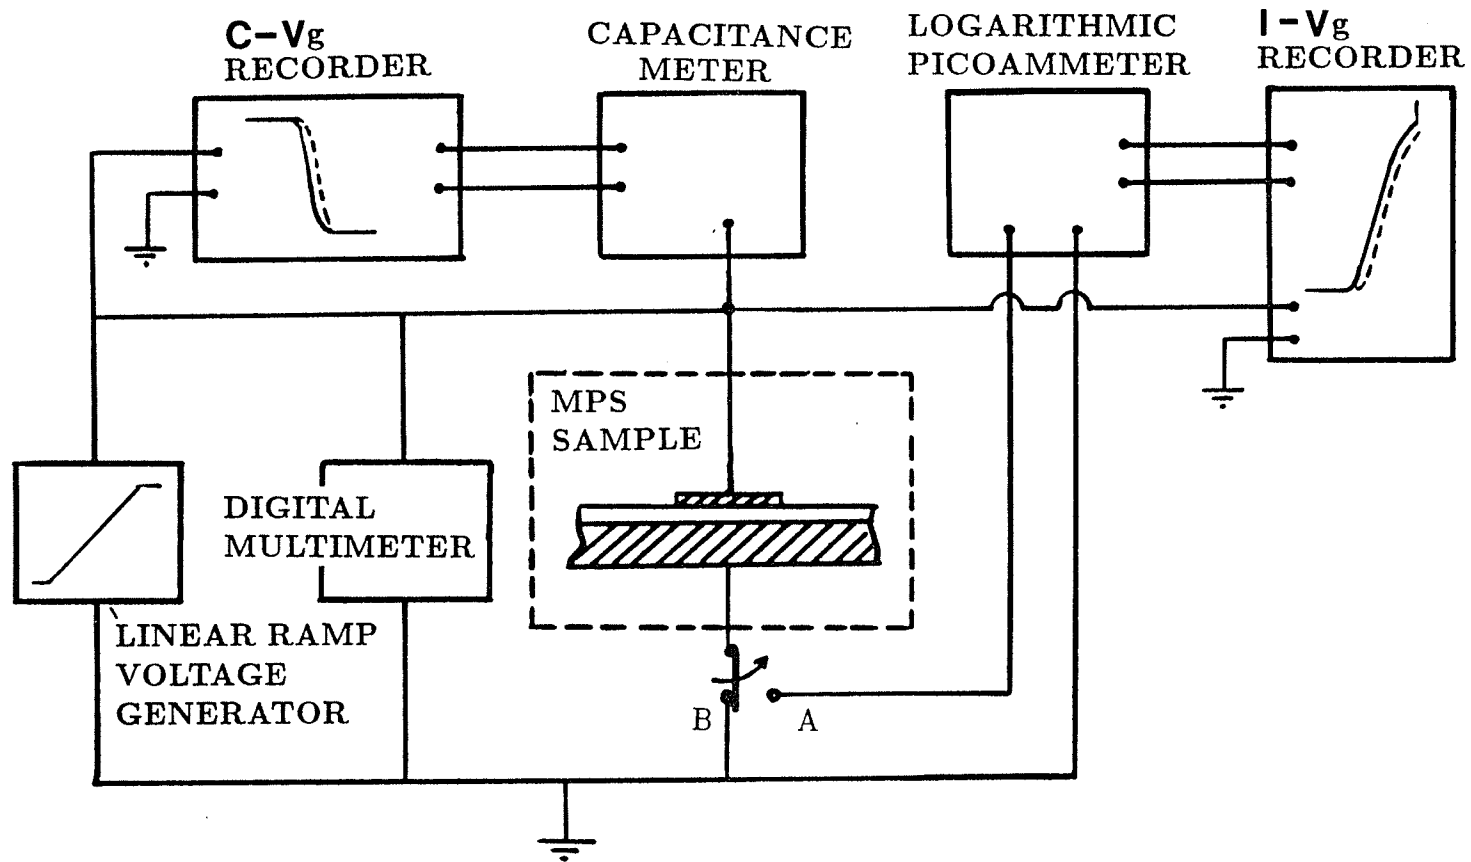 C-Vg
RECORDER
CAPACITANCE
METER
LOGARITHMIC
PICOAMMETER
I-Vg
RECORDER
MPS
SAMPLE
DIGITAL
MULTIMETER
LINEAR RAMP
VOLTAGE
GENERATOR
B
A